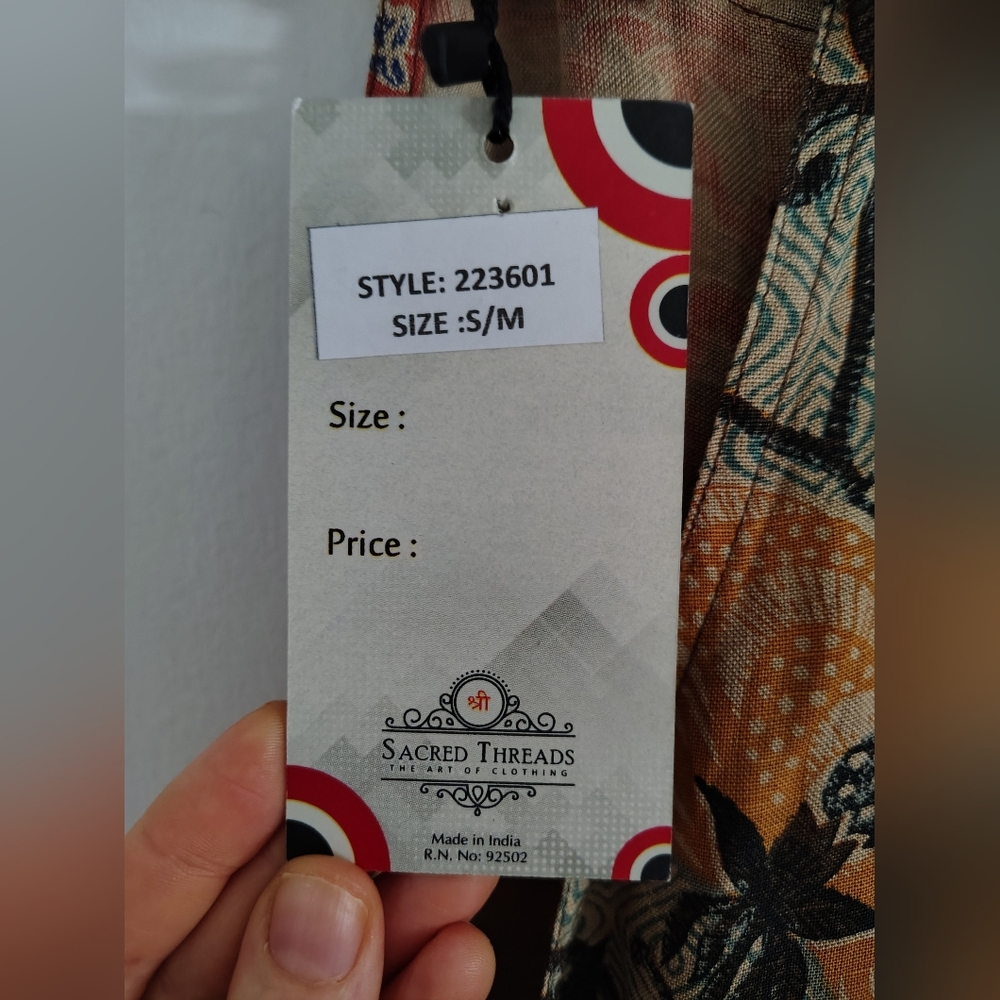 STYLE: 223601
SIZE :S/M
Size :
Price :
श्री
SACRED THREADS
THE ART OF CLOTHING
Made in India
R.N. No: 92502